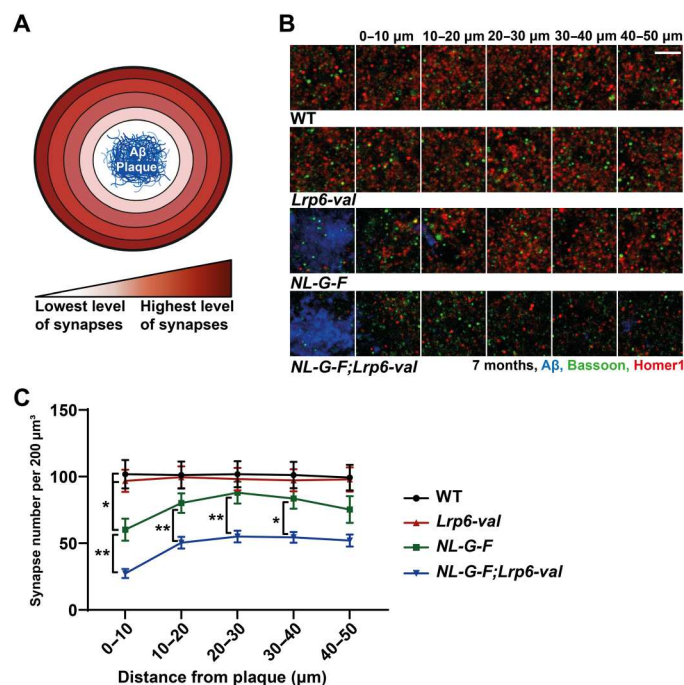 A
Aβ
Plaque
Lowest level
of synapses
Highest level
of synapses
B
0–10 μm 10–20 μm 20–30 μm 30–40 μm 40–50 μm
WT
Lrp6-val
NL-G-F
NL-G-F;Lrp6-val
7 months, Aβ, Bassoon, Homer1
C
Synapse number per 200 μm³
150
100
50
0
*
**
**
**
*
0–10
10–20
20–30
30–40
40–50
Distance from plaque (μm)
WT
Lrp6-val
NL-G-F
NL-G-F;Lrp6-val